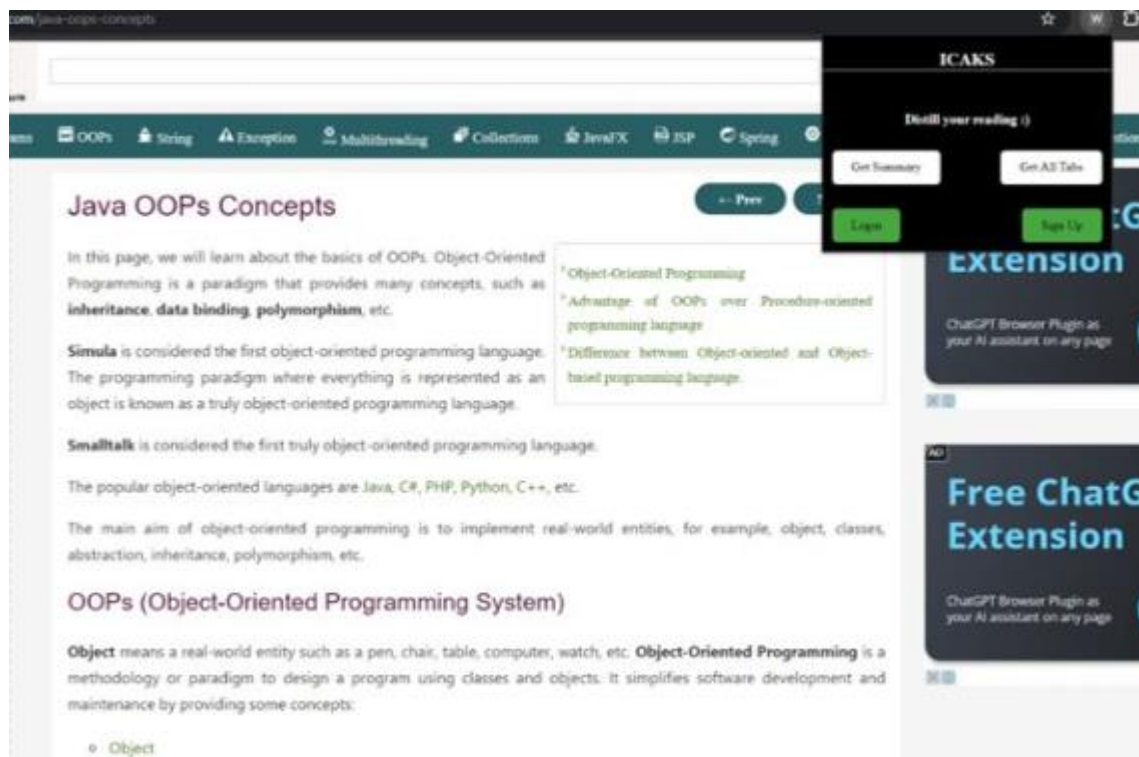 com/java-oops-concepts
W
ICAKS
Distill your reading :)
Get Summary
Get All Tabs
Login
Sign Up
OOPs
String
Exception
Multithreading
Collections
JavaFX
JSP
Spring
Java OOPs Concepts
← Prev
In this page, we will learn about the basics of OOPs. Object-Oriented
Programming is a paradigm that provides many concepts, such as
inheritance, data binding, polymorphism, etc.
Simula is considered the first object-oriented programming language.
The programming paradigm where everything is represented as an
object is known as a truly object-oriented programming language.
Smalltalk is considered the first truly object-oriented programming language.
The popular object-oriented languages are Java, C#, PHP, Python, C++, etc.
The main aim of object-oriented programming is to implement real-world entities, for example, object, classes,
abstraction, inheritance, polymorphism, etc.
Object-Oriented Programming
Advantage of OOPs over Procedure-oriented
programming language
Difference between Object-oriented and Object-
based programming language.
OOPs (Object-Oriented Programming System)
Object means a real-world entity such as a pen, chair, table, computer, watch, etc. Object-Oriented Programming is a
methodology or paradigm to design a program using classes and objects. It simplifies software development and
maintenance by providing some concepts:
Object
Extension
ChatGPT Browser Plugin as
your AI assistant on any page
AD
Free ChatG
Extension
ChatGPT Browser Plugin as
your AI assistant on any page